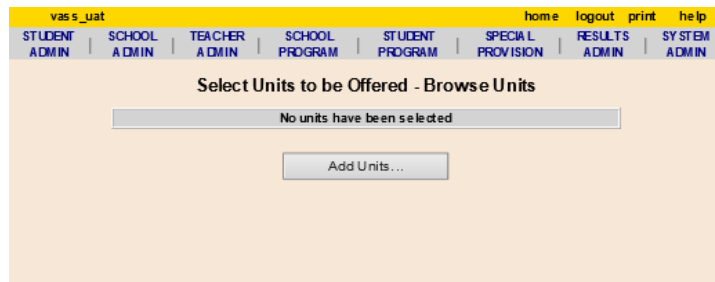 vass_uat home logout print help
STUDENT ADMIN | SCHOOL ADMIN | TEACHER ADMIN | SCHOOL PROGRAM | STUDENT PROGRAM | SPECIAL PROVISION | RESULTS ADMIN | SYSTEM ADMIN
Select Units to be Offered - Browse Units
No units have been selected
Add Units...